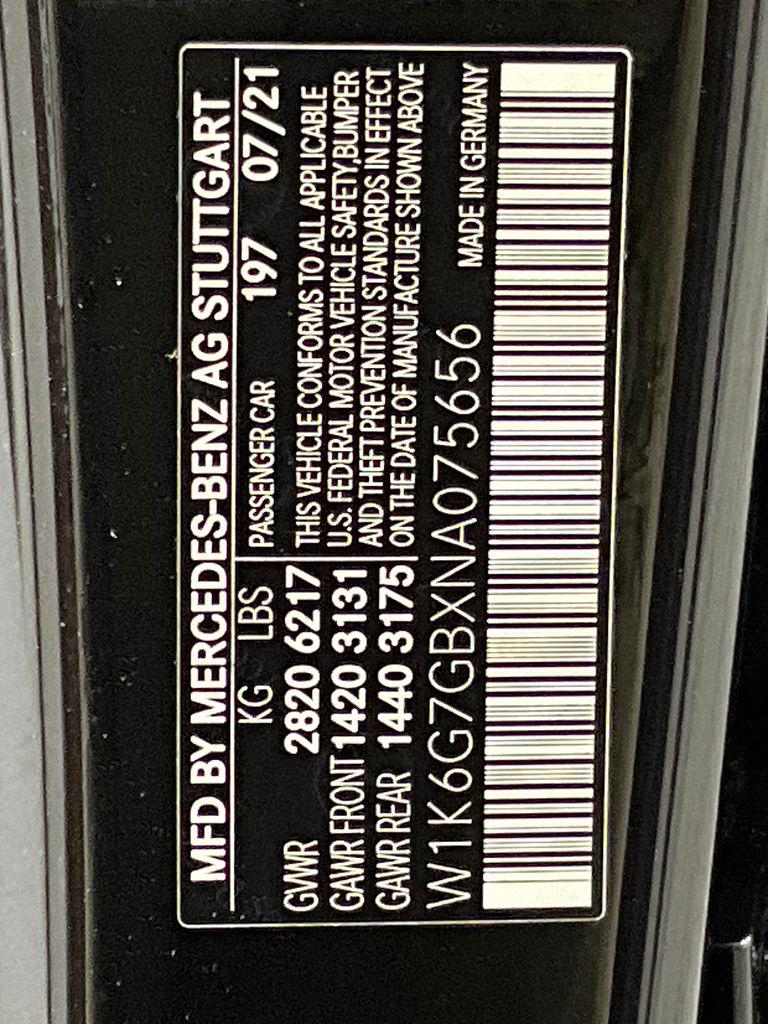 MFD BY MERCEDES-BENZ AG STUTTGART
KG LBS
GVWR 2820 6217
GAWR FRONT 1420 3131
GAWR REAR 1440 3175
PASSENGER CAR 197 07/21
THIS VEHICLE CONFORMS TO ALL APPLICABLE
U.S. FEDERAL MOTOR VEHICLE SAFETY,BUMPER
AND THEFT PREVENTION STANDARDS IN EFFECT
ON THE DATE OF MANUFACTURE SHOWN ABOVE
W1K6G7GBXNA075656 MADE IN GERMANY